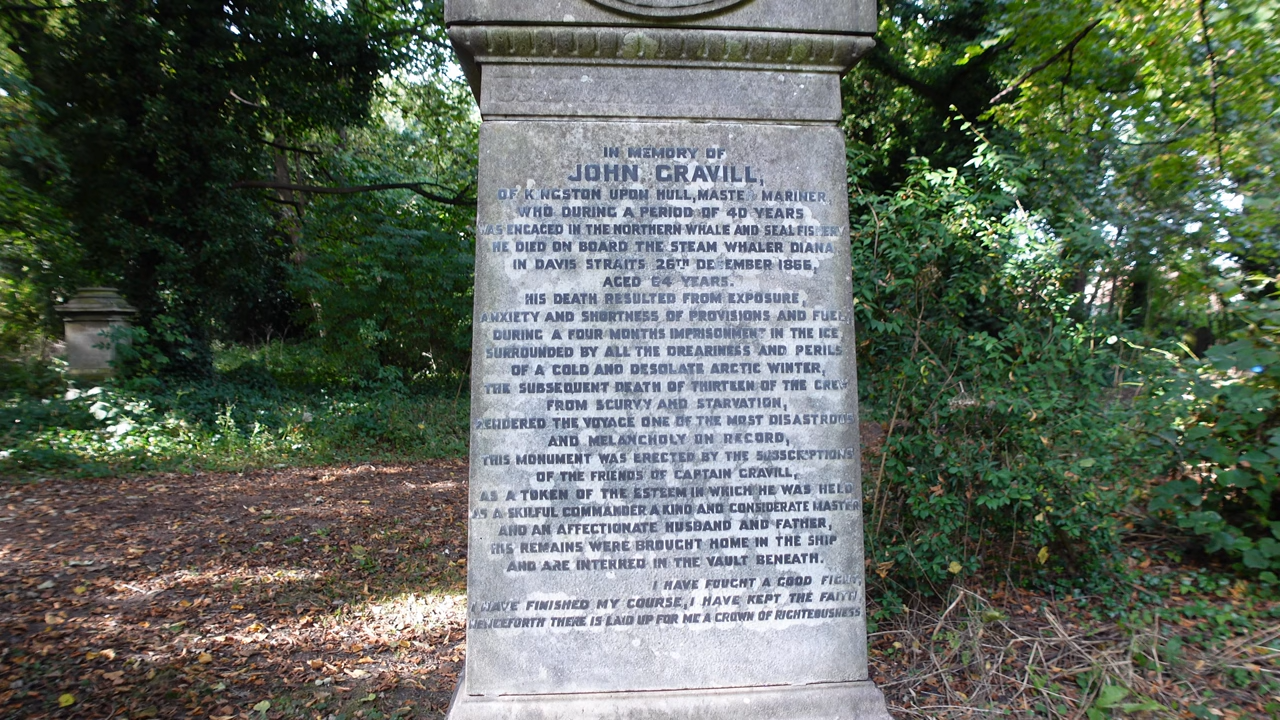 IN MEMORY OF
JOHN GRAVILL,
OF KINGSTON UPON HULL, MASTER MARINER
WHO DURING A PERIOD OF 40 YEARS
WAS ENGAGED IN THE NORTHERN WHALE AND SEAL FISHERY
HE DIED ON BOARD THE STEAM WHALER DIANA
IN DAVIS STRAITS 26TH DECEMBER 1866,
AGED 64 YEARS.
HIS DEATH RESULTED FROM EXPOSURE,
ANXIETY AND SHORTNESS OF PROVISIONS AND FUEL
DURING A FOUR MONTHS IMPRISONMENT IN THE ICE
SURROUNDED BY ALL THE DREARINESS AND PERILS
OF A COLD AND DESOLATE ARCTIC WINTER,
THE SUBSEQUENT DEATH OF THIRTEEN OF THE CREW
FROM SCURVY AND STARVATION,
RENDERED THE VOYAGE ONE OF THE MOST DISASTROUS
AND MELANCHOLY ON RECORD,
THIS MONUMENT WAS ERECTED BY THE SUBSCRIPTIONS
OF THE FRIENDS OF CAPTAIN GRAVILL,
AS A TOKEN OF THE ESTEEM IN WHICH HE WAS HELD
AS A SKILFUL COMMANDER A KIND AND CONSIDERATE MASTER
AND AN AFFECTIONATE HUSBAND AND FATHER,
HIS REMAINS WERE BROUGHT HOME IN THE SHIP
AND ARE INTERRED IN THE VAULT BENEATH.
I HAVE FOUGHT A GOOD FIGHT
I HAVE FINISHED MY COURSE, I HAVE KEPT THE FAITH
HENCEFORTH THERE IS LAID UP FOR ME A CROWN OF RIGHTEOUSNESS